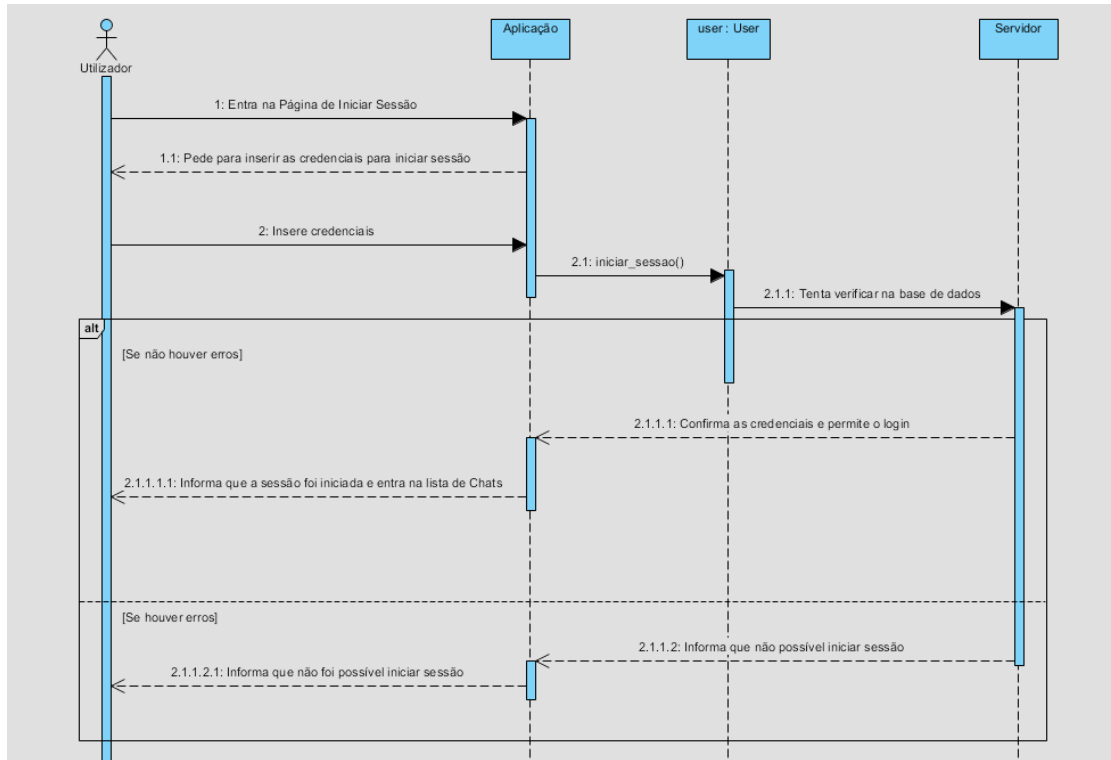 Utilizador
Aplicação
user : User
Servidor
1: Entra na Página de Iniciar Sessão
1.1: Pede para inserir as credenciais para iniciar sessão
2: Insere credenciais
2.1: iniciar_sessao()
2.1.1: Tenta verificar na base de dados
alt
[Se não houver erros]
2.1.1.1: Confirma as credenciais e permite o login
2.1.1.1.1: Informa que a sessão foi iniciada e entra na lista de Chats
[Se houver erros]
2.1.1.2: Informa que não possível iniciar sessão
2.1.1.2.1: Informa que não foi possível iniciar sessão